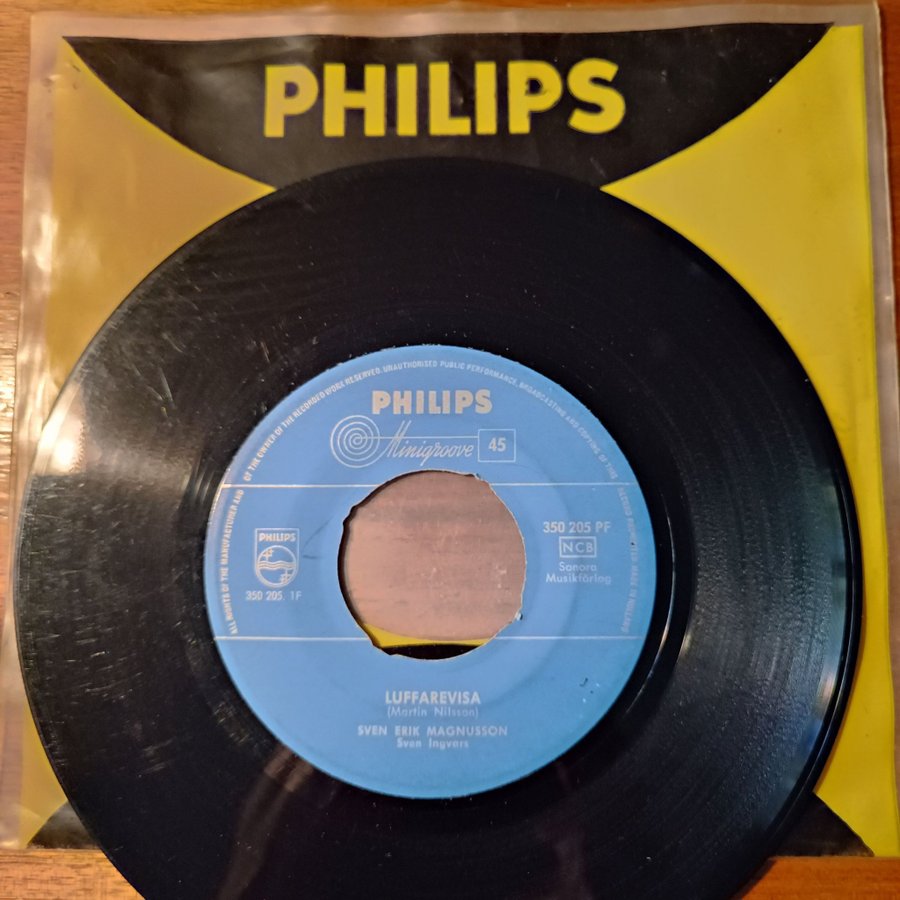 PHILIPS
ALL RIGHTS OF THE MANUFACTURER AND OF THE OWNER OF THE RECORDED WORK RESERVED. UNAUTHORISED PUBLIC PERFORMANCE, BROADCASTING AND COPYING OF THIS RECORD PROHIBITED MADE IN HOLLAND
PHILIPS
Minigroove 45
PHILIPS
350 205. 1F
350 205 PF
NCB
Sonora
Musikförlag
LUFFAREVISA
(Martin Nilsson)
SVEN ERIK MAGNUSSON
Sven Ingvars